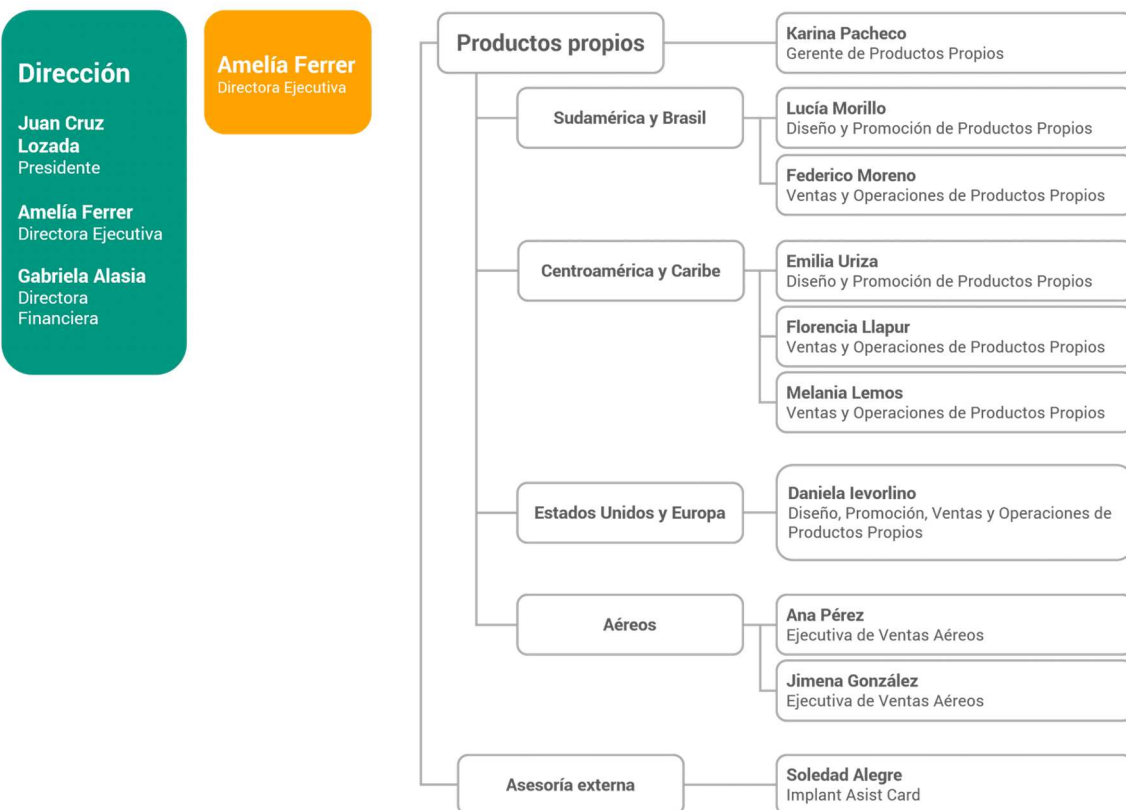 Dirección
Juan Cruz
Lozada
Presidente
Amelía Ferrer
Directora Ejecutiva
Gabriela Alasia
Directora
Financiera
Amelía Ferrer
Directora Ejecutiva
Productos propios
Karina Pacheco
Gerente de Productos Propios
Sudamérica y Brasil
Lucía Morillo
Diseño y Promoción de Productos Propios
Federico Moreno
Ventas y Operaciones de Productos Propios
Centroamérica y Caribe
Emilia Uriza
Diseño y Promoción de Productos Propios
Florencia Llapur
Ventas y Operaciones de Productos Propios
Melania Lemos
Ventas y Operaciones de Productos Propios
Estados Unidos y Europa
Daniela Ievorlino
Diseño, Promoción, Ventas y Operaciones de
Productos Propios
Aéreos
Ana Pérez
Ejecutiva de Ventas Aéreos
Jimena González
Ejecutiva de Ventas Aéreos
Asesoría externa
Soledad Alegre
Implant Asist Card